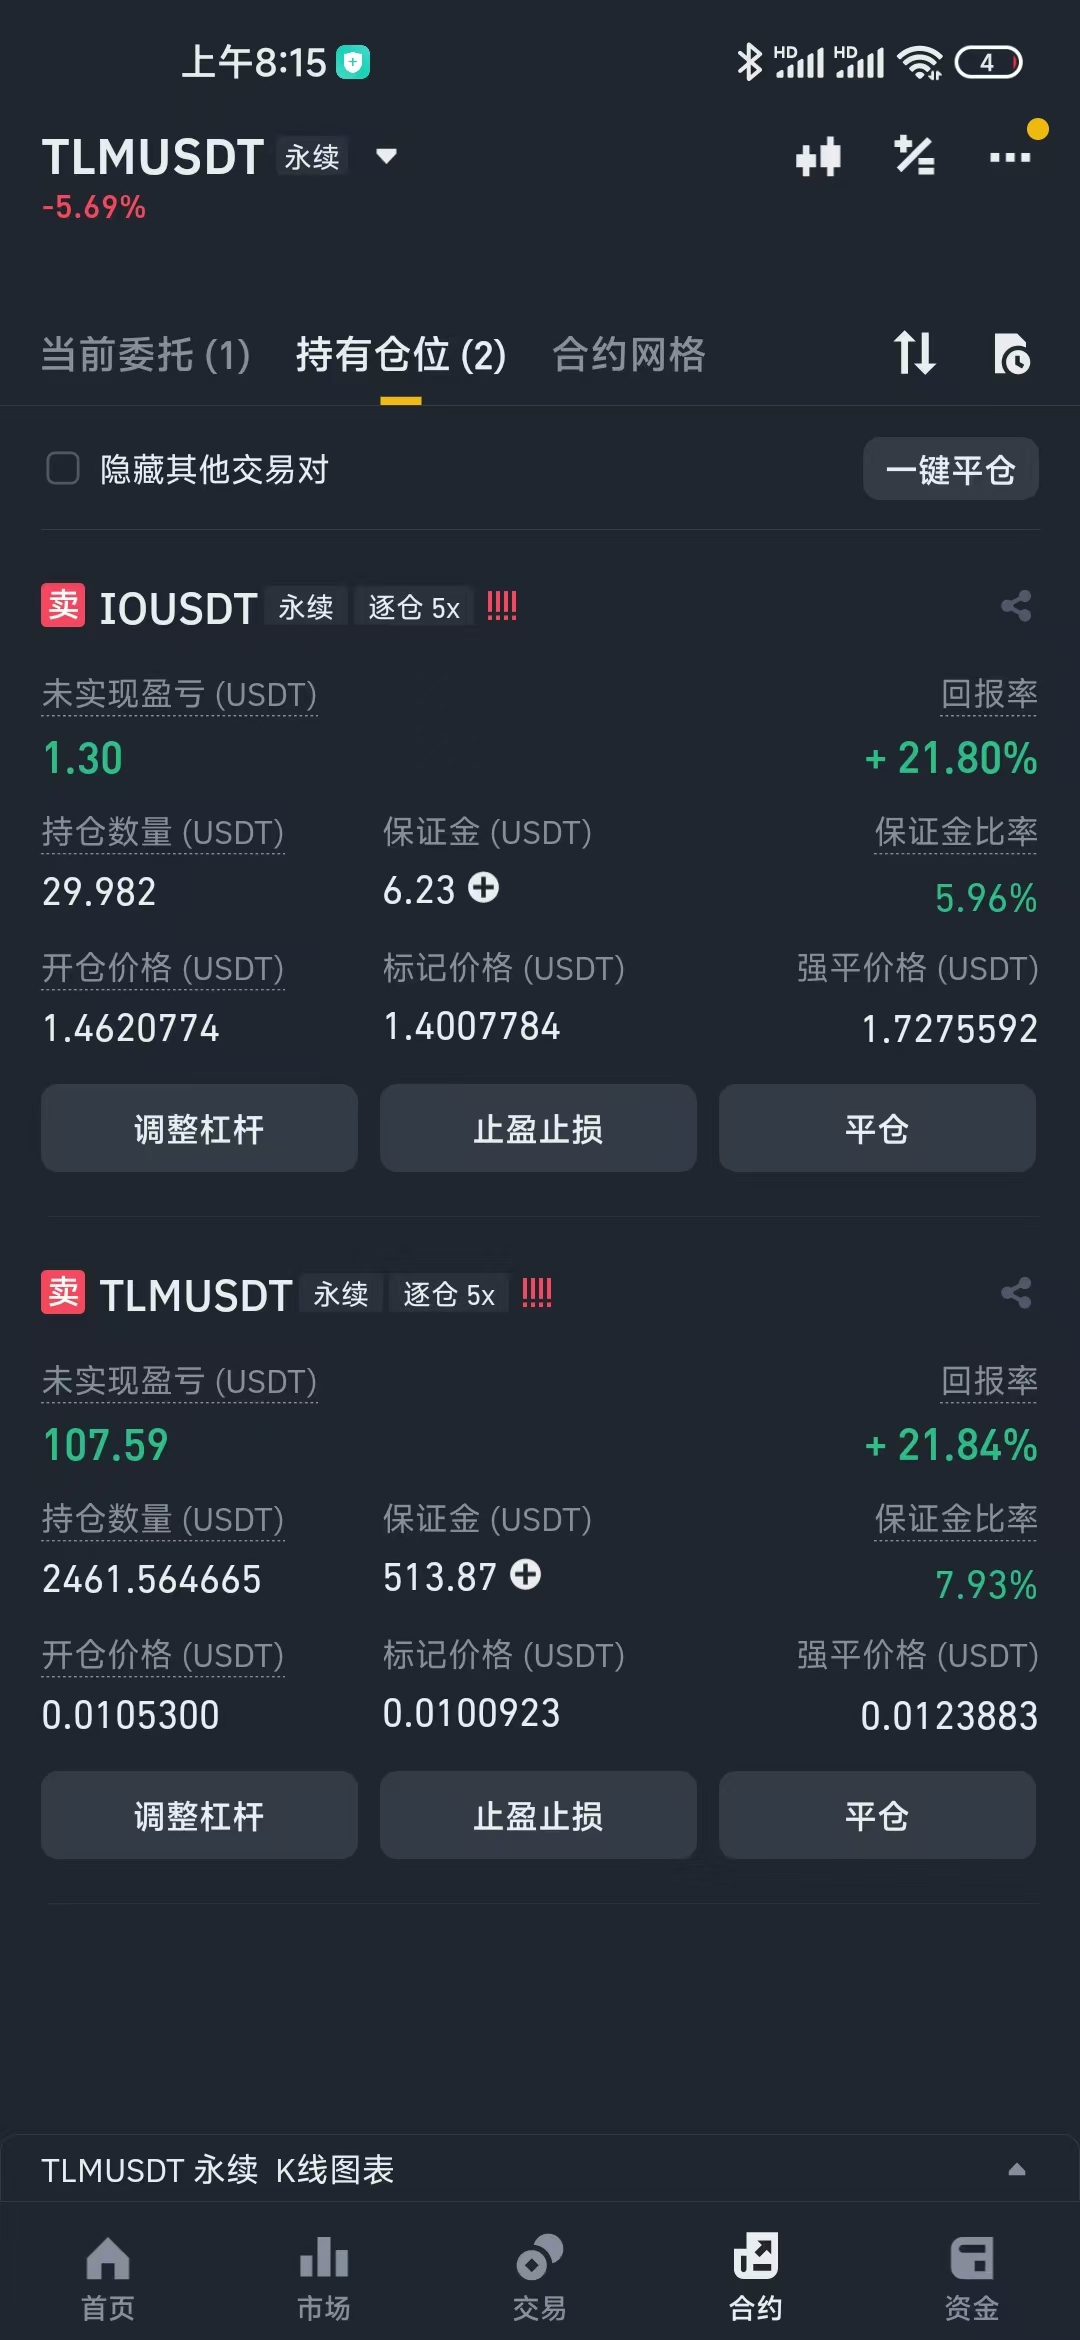 上午8:15 HD HD 4
TLMUSDT 永续
-5.69%
当前委托 (1) 持有仓位 (2) 合约网格
隐藏其他交易对 一键平仓
卖 IOUSDT 永续 逐仓 5x !!!!
未实现盈亏 (USDT) 回报率
1.30 + 21.80%
持仓数量 (USDT) 保证金 (USDT) 保证金比率
29.982 6.23 5.96%
开仓价格 (USDT) 标记价格 (USDT) 强平价格 (USDT)
1.4620774 1.4007784 1.7275592
调整杠杆 止盈止损 平仓
卖 TLMUSDT 永续 逐仓 5x !!!!
未实现盈亏 (USDT) 回报率
107.59 + 21.84%
持仓数量 (USDT) 保证金 (USDT) 保证金比率
2461.564665 513.87 7.93%
开仓价格 (USDT) 标记价格 (USDT) 强平价格 (USDT)
0.0105300 0.0100923 0.0123883
调整杠杆 止盈止损 平仓
TLMUSDT 永续 K线图表
首页 市场 交易 合约 资金